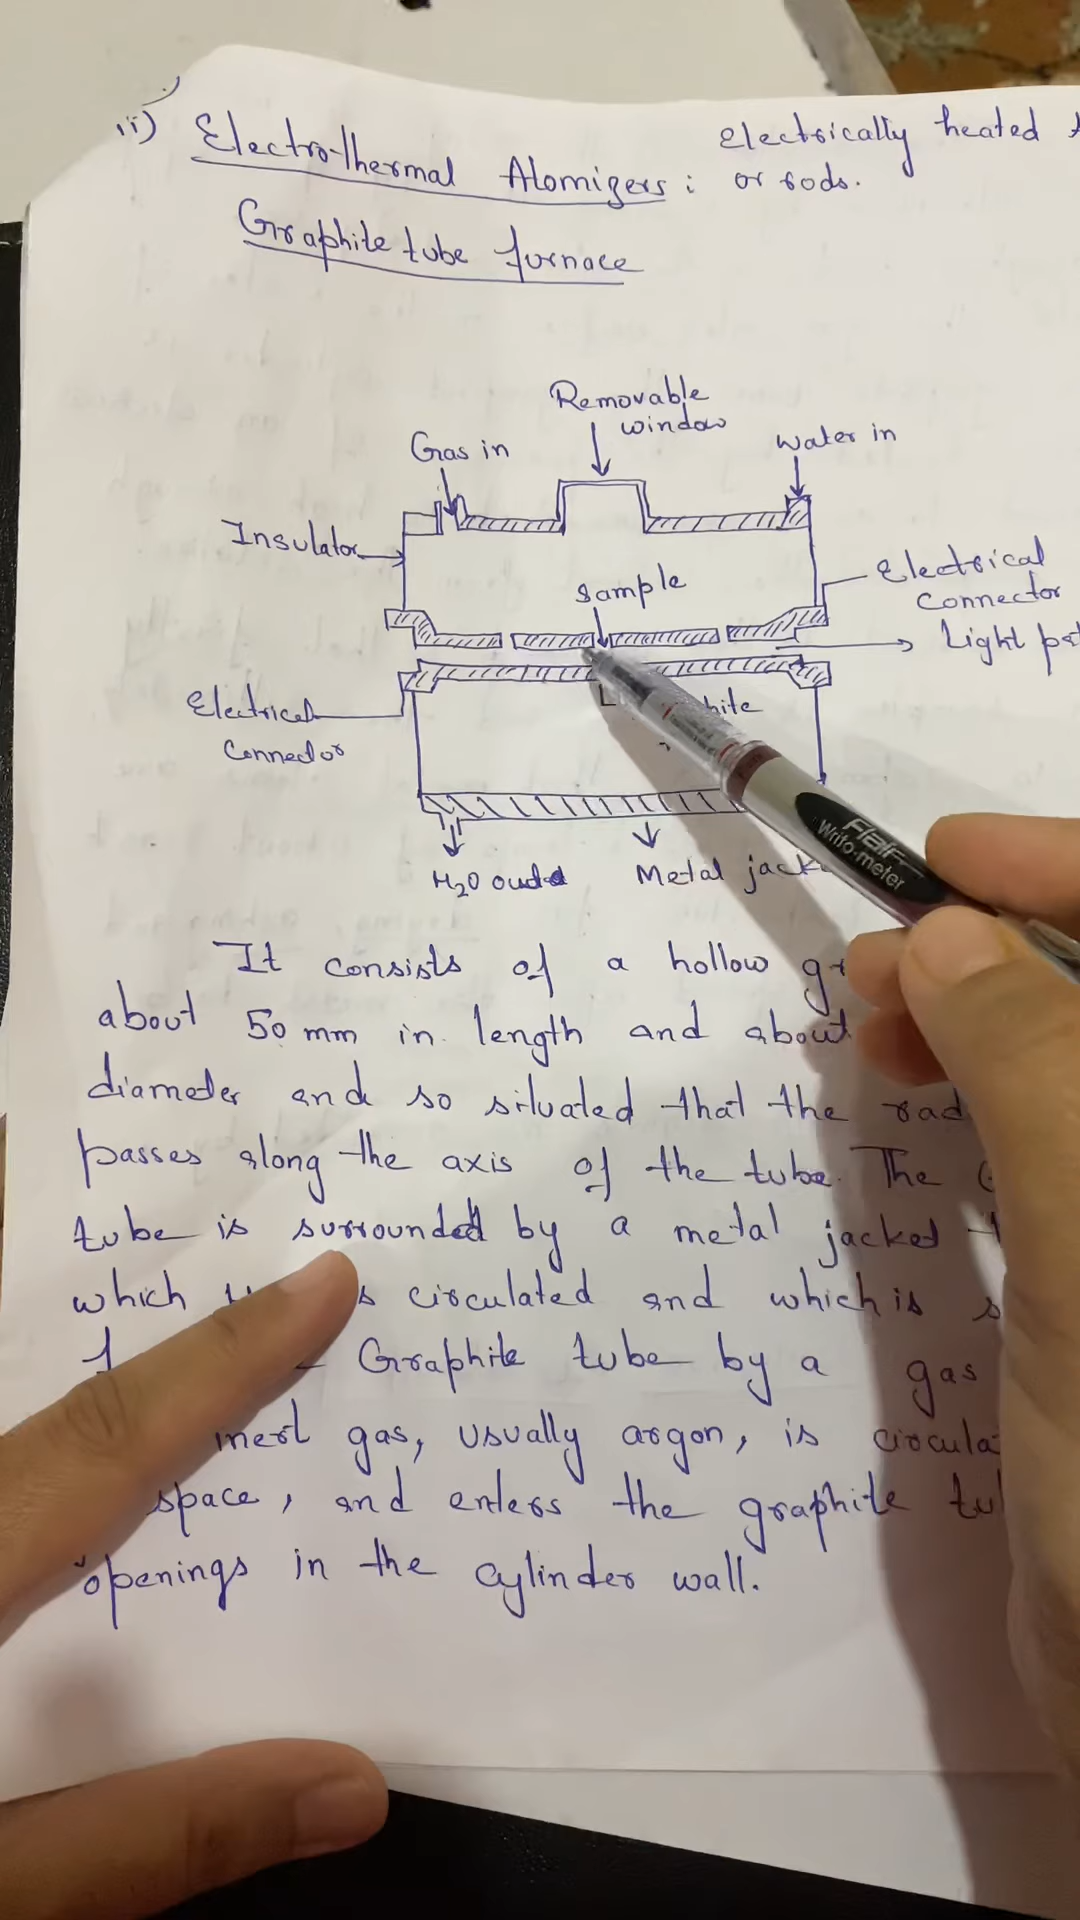 ii) Electrothermal Atomizers: electrically heated
or rods.
Graphite tube furnace
Removable
window
Gas in
Water in
Insulator
Sample
Electrical
Connector
Light
Electrical
Connector
H2O out
Metal
Flair
Writo-meter
It consists of a hollow
about 50 mm in length and about
diameter and so situated that the
passes along the axis of the tube. The
tube is surrounded by a metal jacket
which circulated and which is
Graphite tube by a gas
inert gas, usually argon, is
space, and enters the graphite
openings in the cylinder wall.